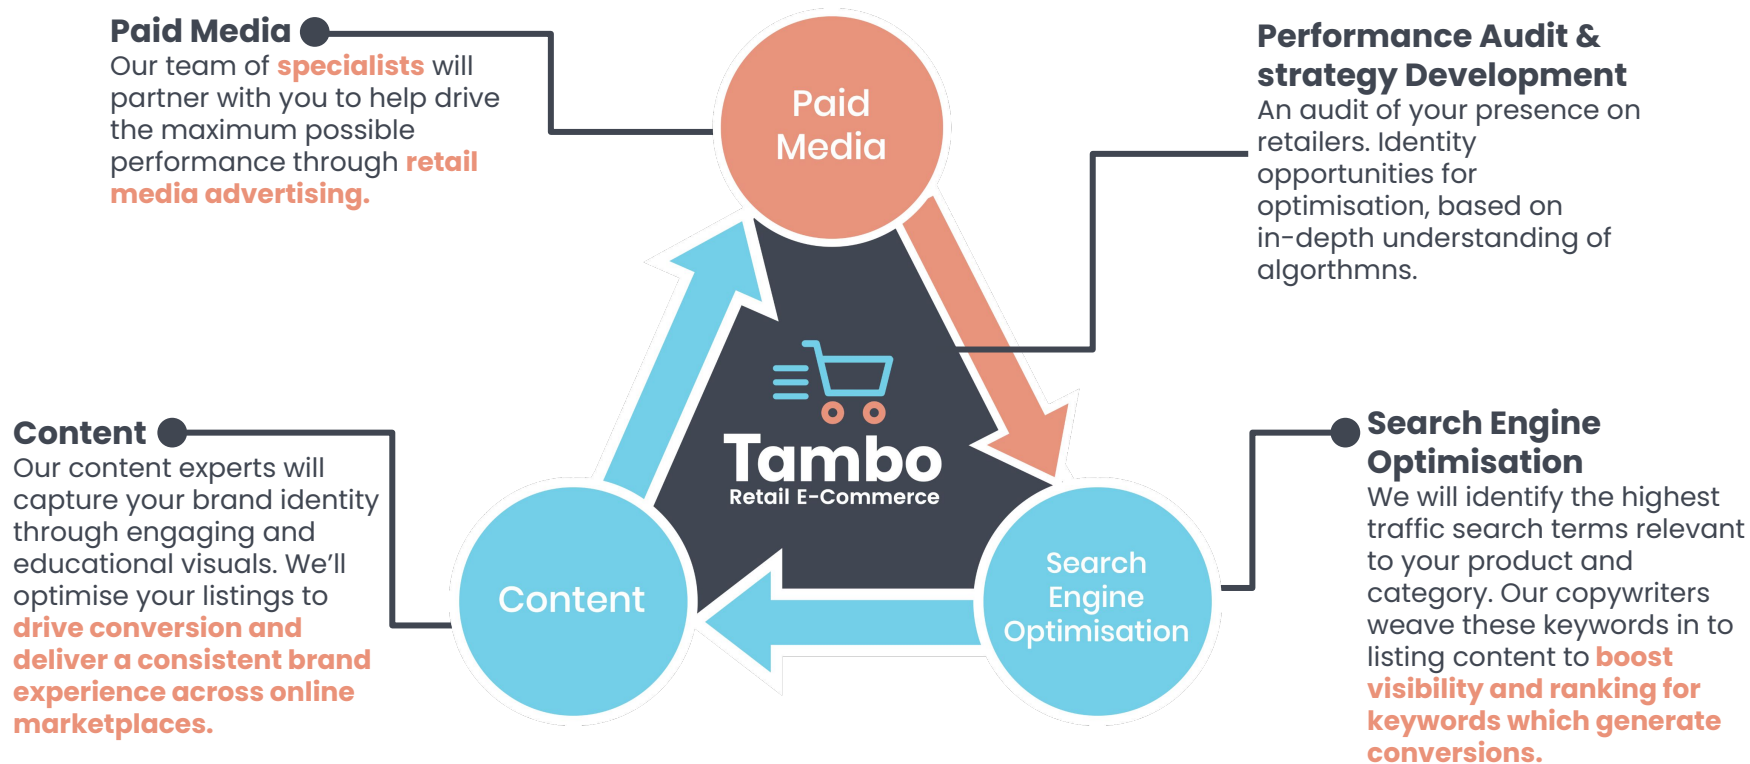 Paid Media
Our team of specialists will
partner with you to help drive
the maximum possible
performance through retail
media advertising.
Paid
Media
Performance Audit &
strategy Development
An audit of your presence on
retailers. Identity
opportunities for
optimisation, based on
in-depth understanding of
algorthmns.
Tambo
Retail E-Commerce
Content
Our content experts will
capture your brand identity
through engaging and
educational visuals. We'll
optimise your listings to
drive conversion and
deliver a consistent brand
experience across online
marketplaces.
Content
Search
Engine
Optimisation
Search Engine
Optimisation
We will identify the highest
traffic search terms relevant
to your product and
category. Our copywriters
weave these keywords in to
listing content to boost
visibility and ranking for
keywords which generate
conversions.